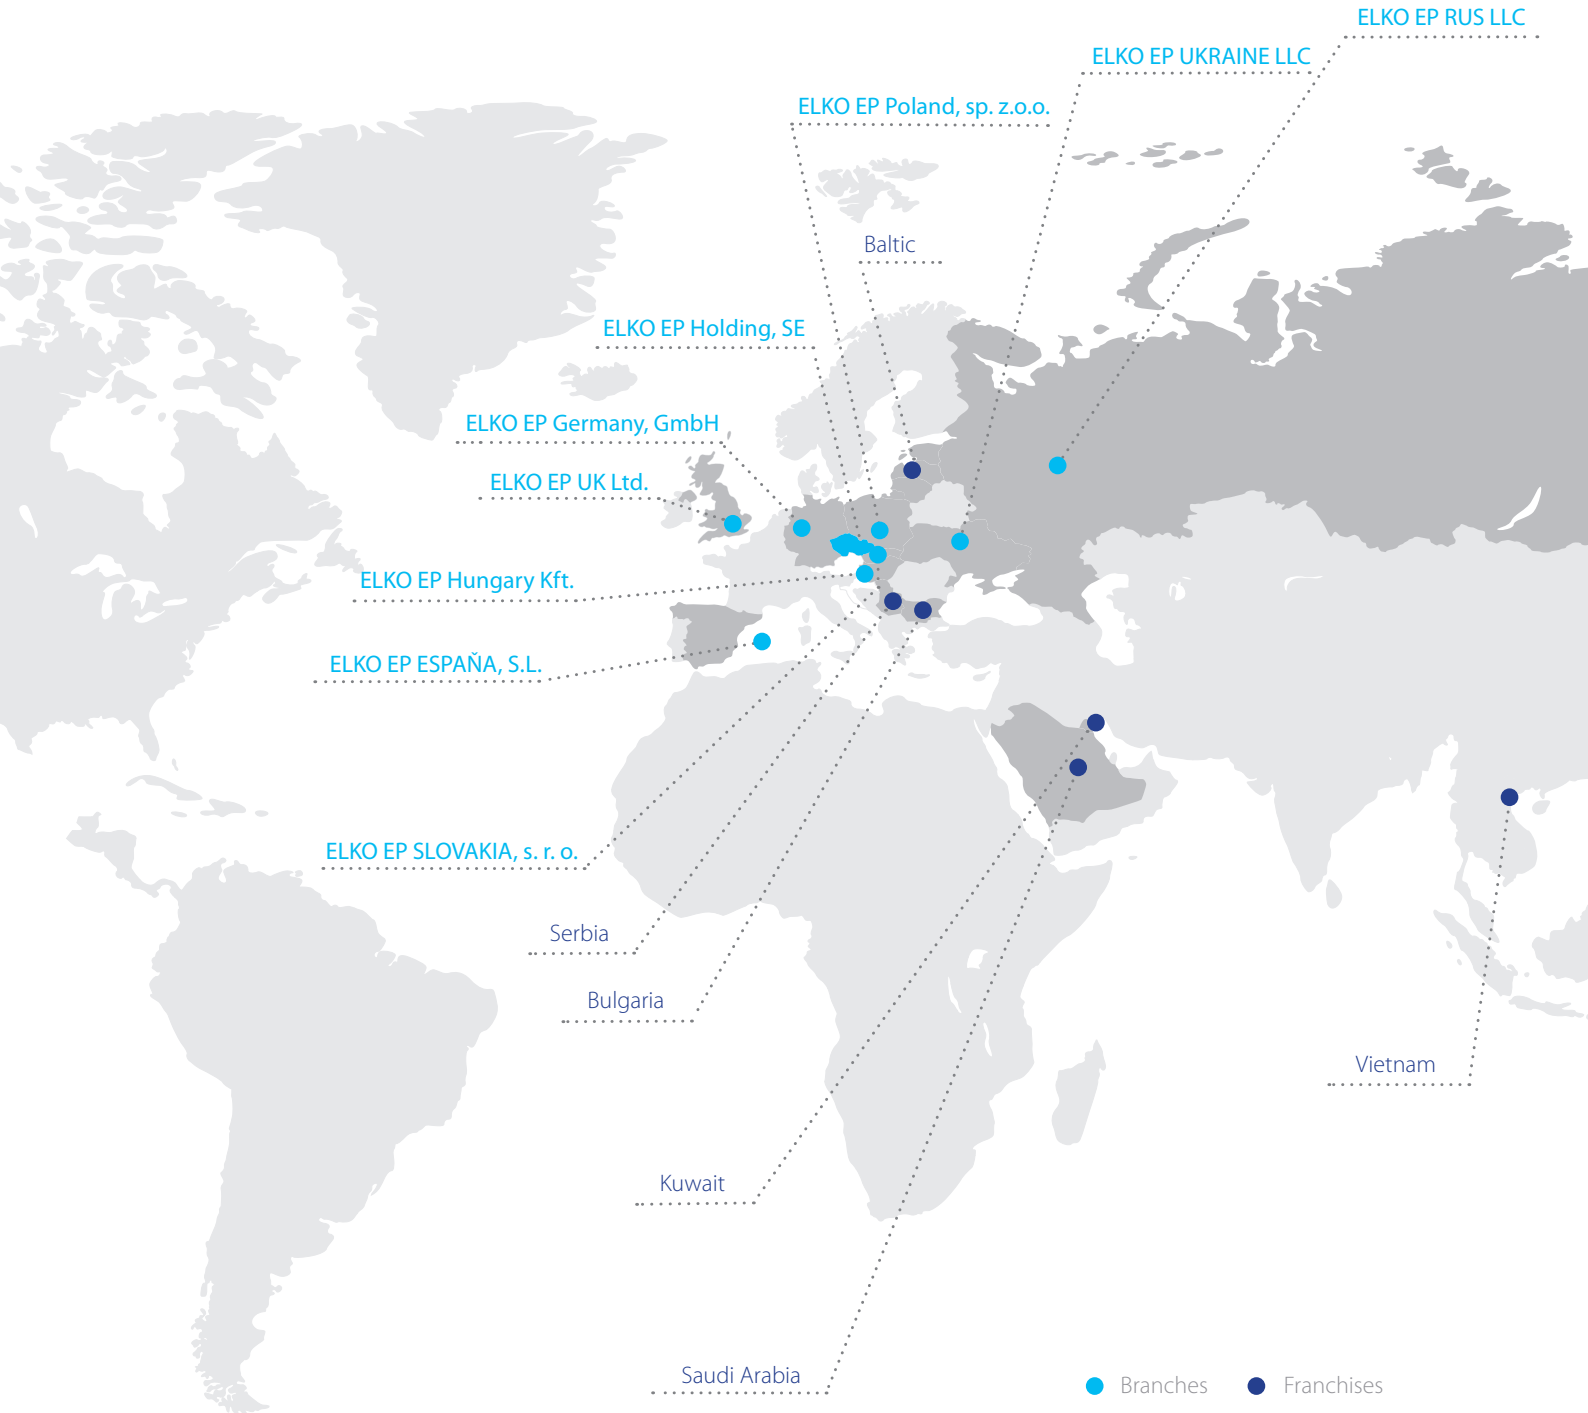 ELKO EP RUS LLC
ELKO EP UKRAINE LLC
ELKO EP Poland, sp. z.o.o.
Baltic
ELKO EP Holding, SE
ELKO EP Germany, GmbH
ELKO EP UK Ltd.
ELKO EP Hungary Kft.
ELKO EP ESPAŇA, S.L.
ELKO EP SLOVAKIA, s. r. o.
Serbia
Bulgaria
Vietnam
Kuwait
Saudi Arabia
Branches
Franchises